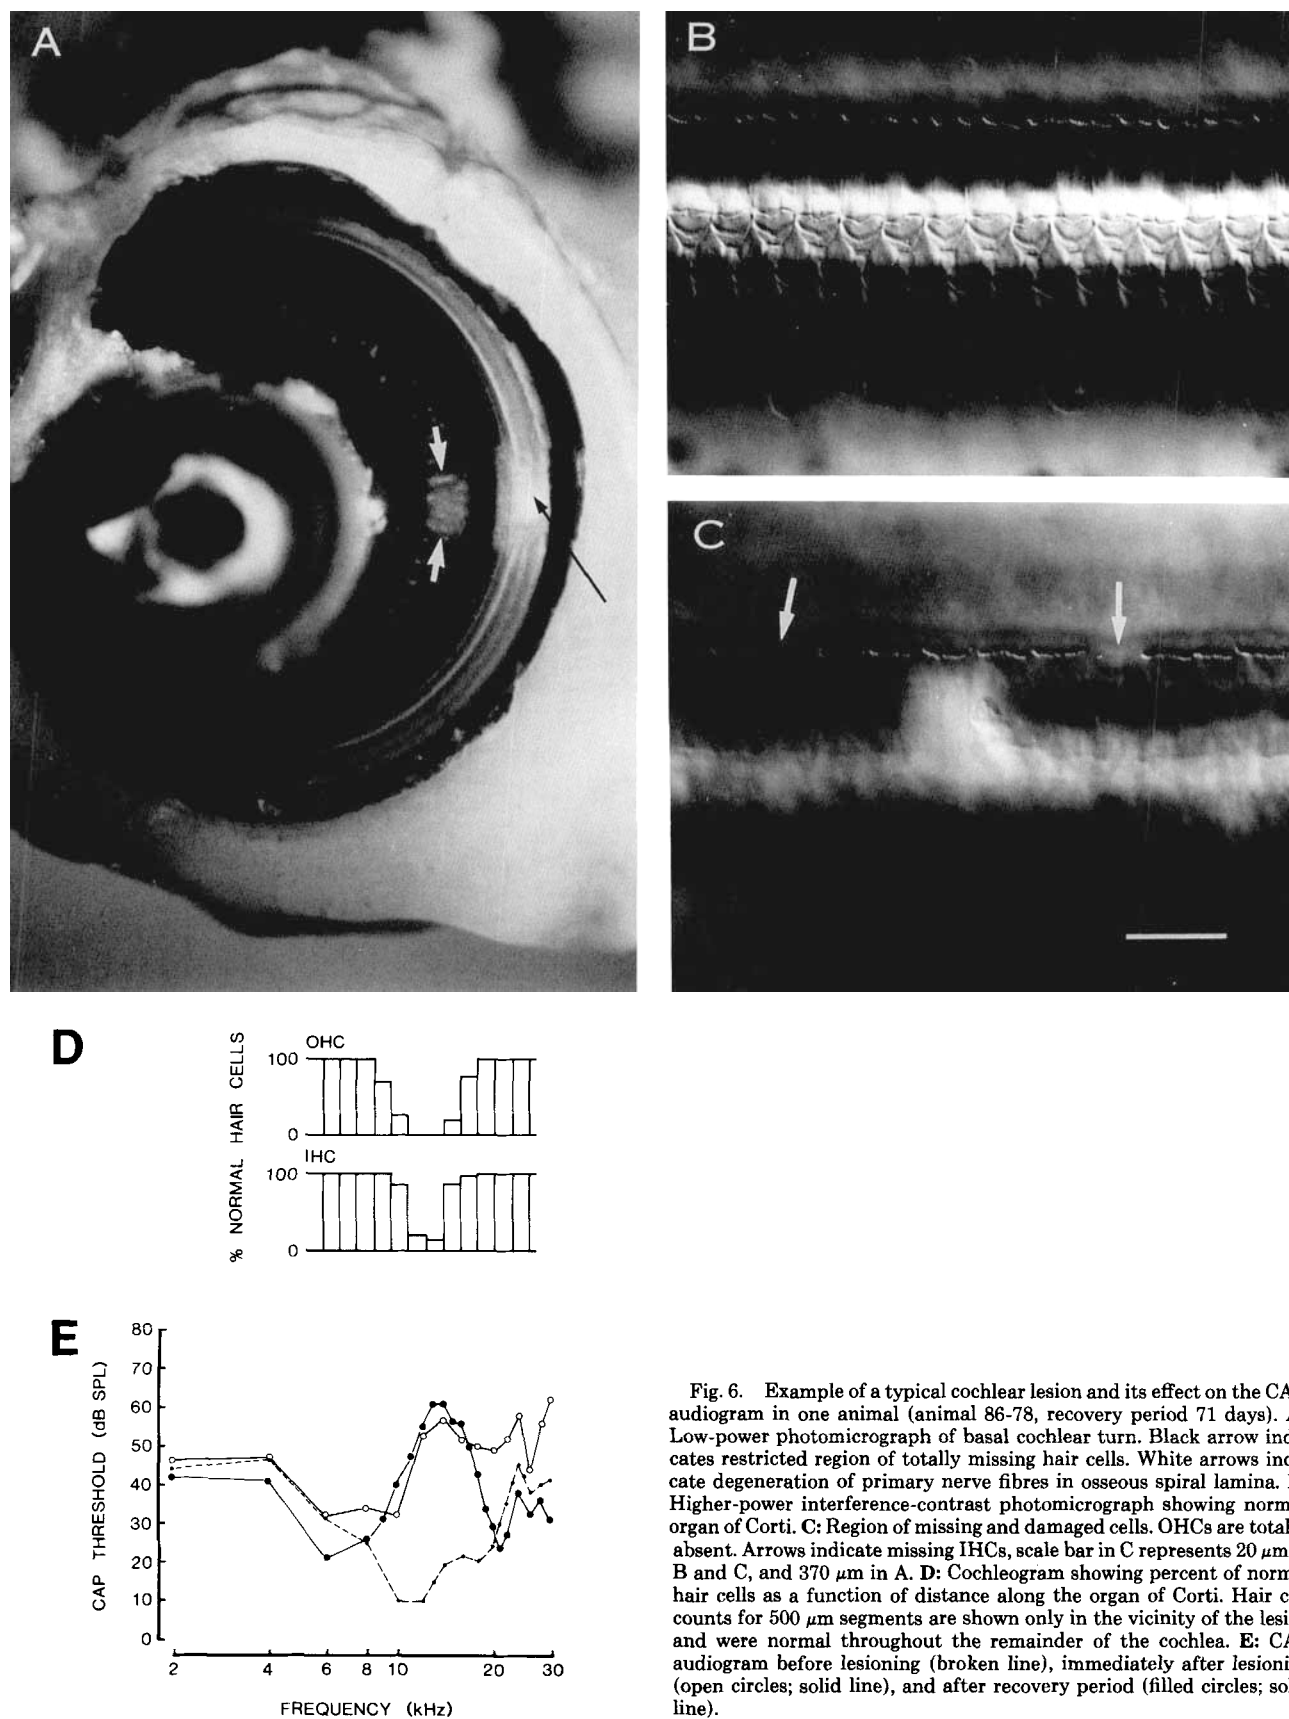 A
B
C
D
% NORMAL HAIR CELLS
OHC
100
0
IHC
100
0
E
CAP THRESHOLD (dB SPL)
80
70
60
50
40
30
20
10
0
2 4 6 8 10 20 30
FREQUENCY (kHz)
Fig. 6. Example of a typical cochlear lesion and its effect on the CA
audiogram in one animal (animal 86-78, recovery period 71 days).
Low-power photomicrograph of basal cochlear turn. Black arrow ind
cates restricted region of totally missing hair cells. White arrows ind
cate degeneration of primary nerve fibres in osseous spiral lamina.
Higher-power interference-contrast photomicrograph showing norm
organ of Corti. C: Region of missing and damaged cells. OHCs are total
absent. Arrows indicate missing IHCs, scale bar in C represents 20 μm
B and C, and 370 μm in A. D: Cochleogram showing percent of norm
hair cells as a function of distance along the organ of Corti. Hair c
counts for 500 μm segments are shown only in the vicinity of the lesi
and were normal throughout the remainder of the cochlea. E: CA
audiogram before lesioning (broken line), immediately after lesioni
(open circles; solid line), and after recovery period (filled circles; so
line).